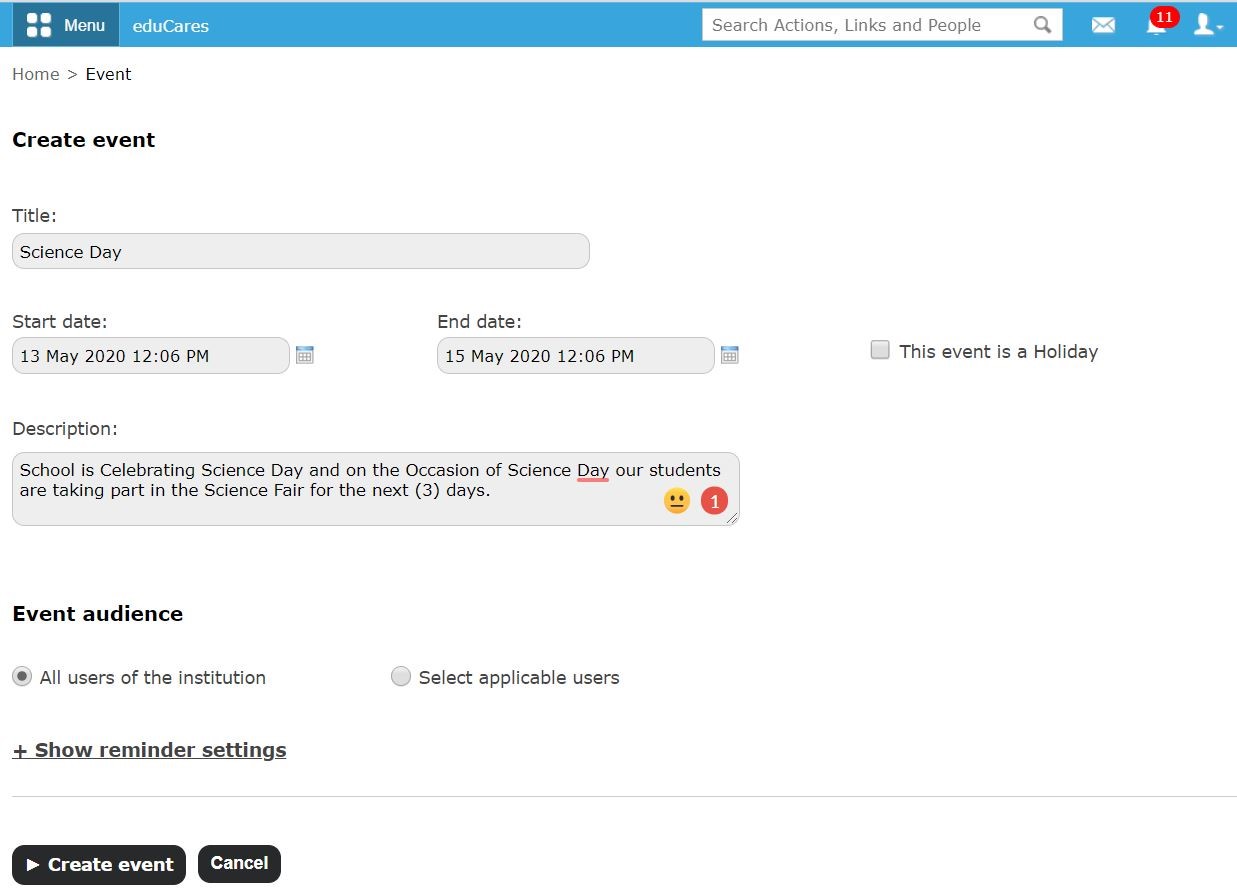 Menu eduCares Search Actions, Links and People 11
Home > Event
Create event
Title:
Science Day
Start date: End date:
13 May 2020 12:06 PM 15 May 2020 12:06 PM This event is a Holiday
Description:
School is Celebrating Science Day and on the Occasion of Science Day our students
are taking part in the Science Fair for the next (3) days.
1
Event audience
All users of the institution Select applicable users
+ Show reminder settings
Create event Cancel